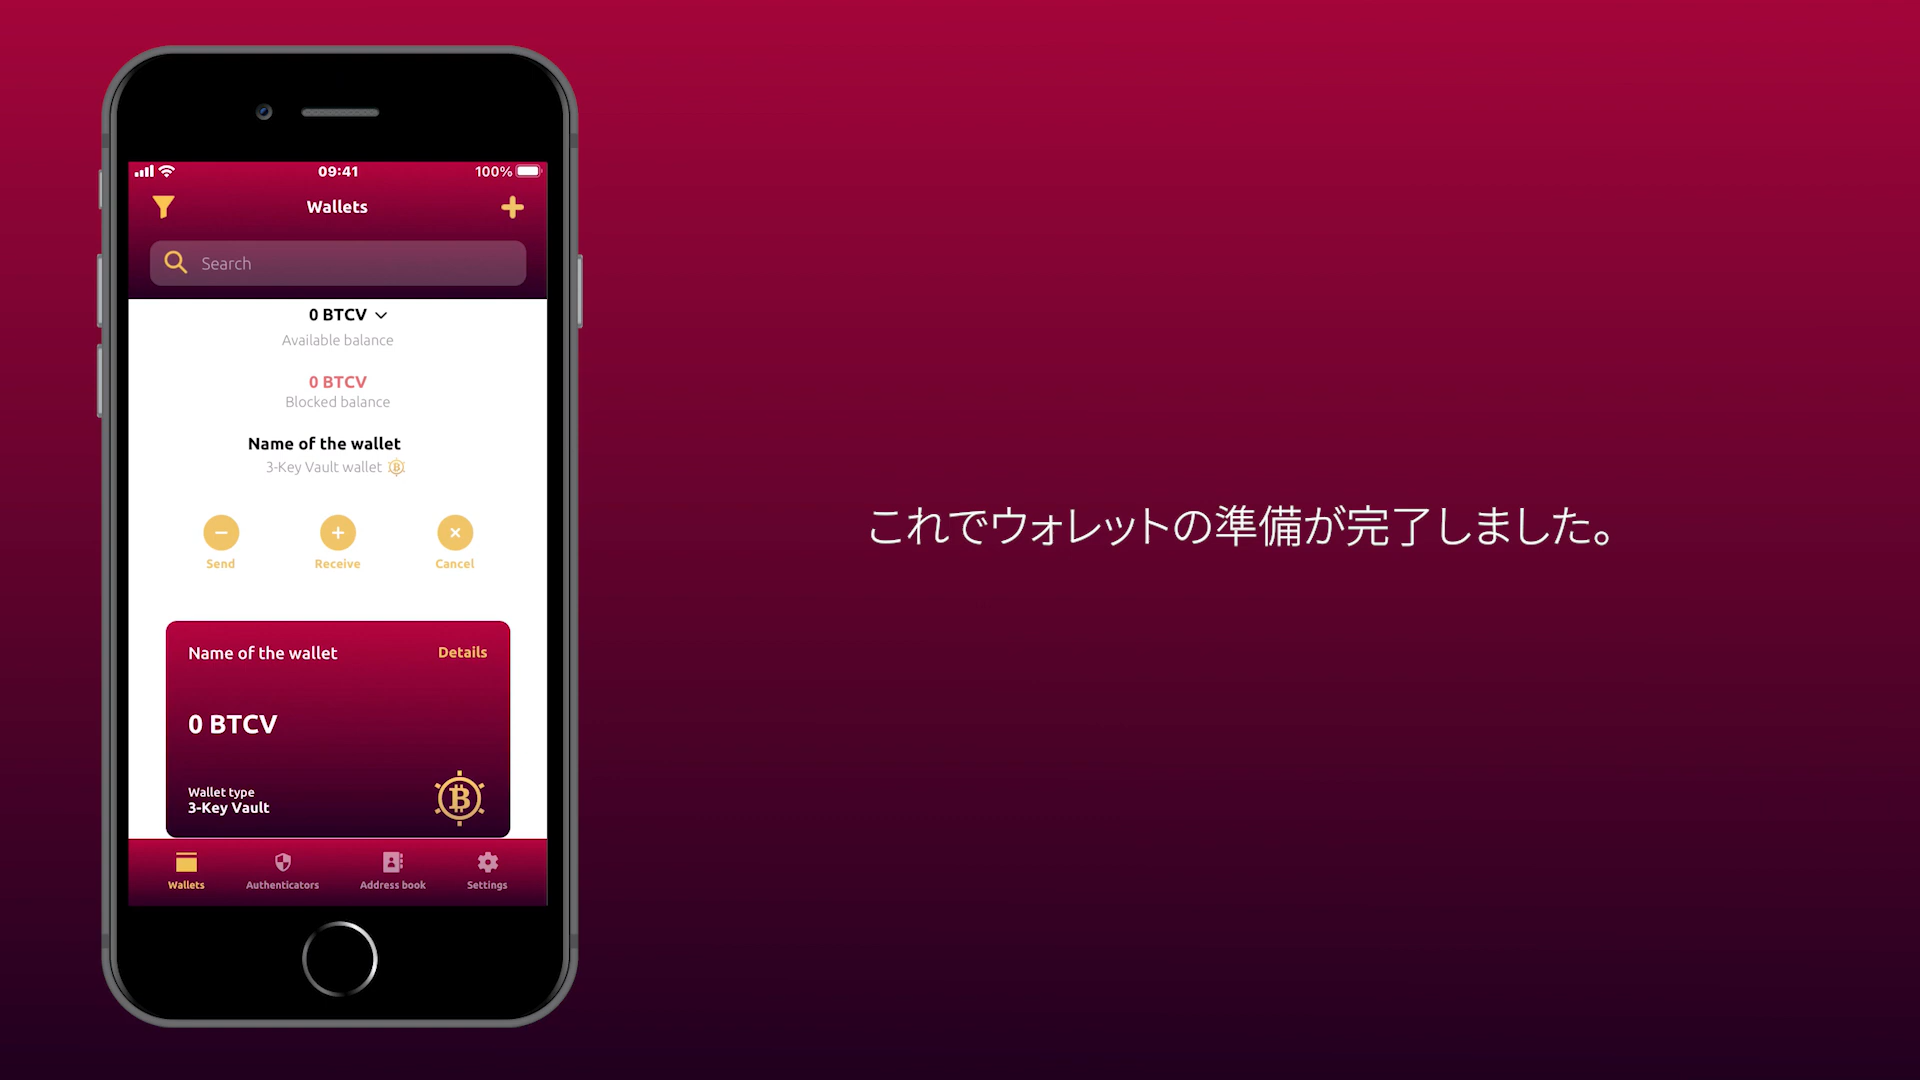 09:41
100%
Wallets
Search
0 BTCV
Available balance
0 BTCV
Blocked balance
Name of the wallet
3-Key Vault wallet
Send
Receive
Cancel
Name of the wallet
Details
0 BTCV
Wallet type
3-Key Vault
Wallets
Authenticators
Address book
Settings
これでウォレットの準備が完了しました。